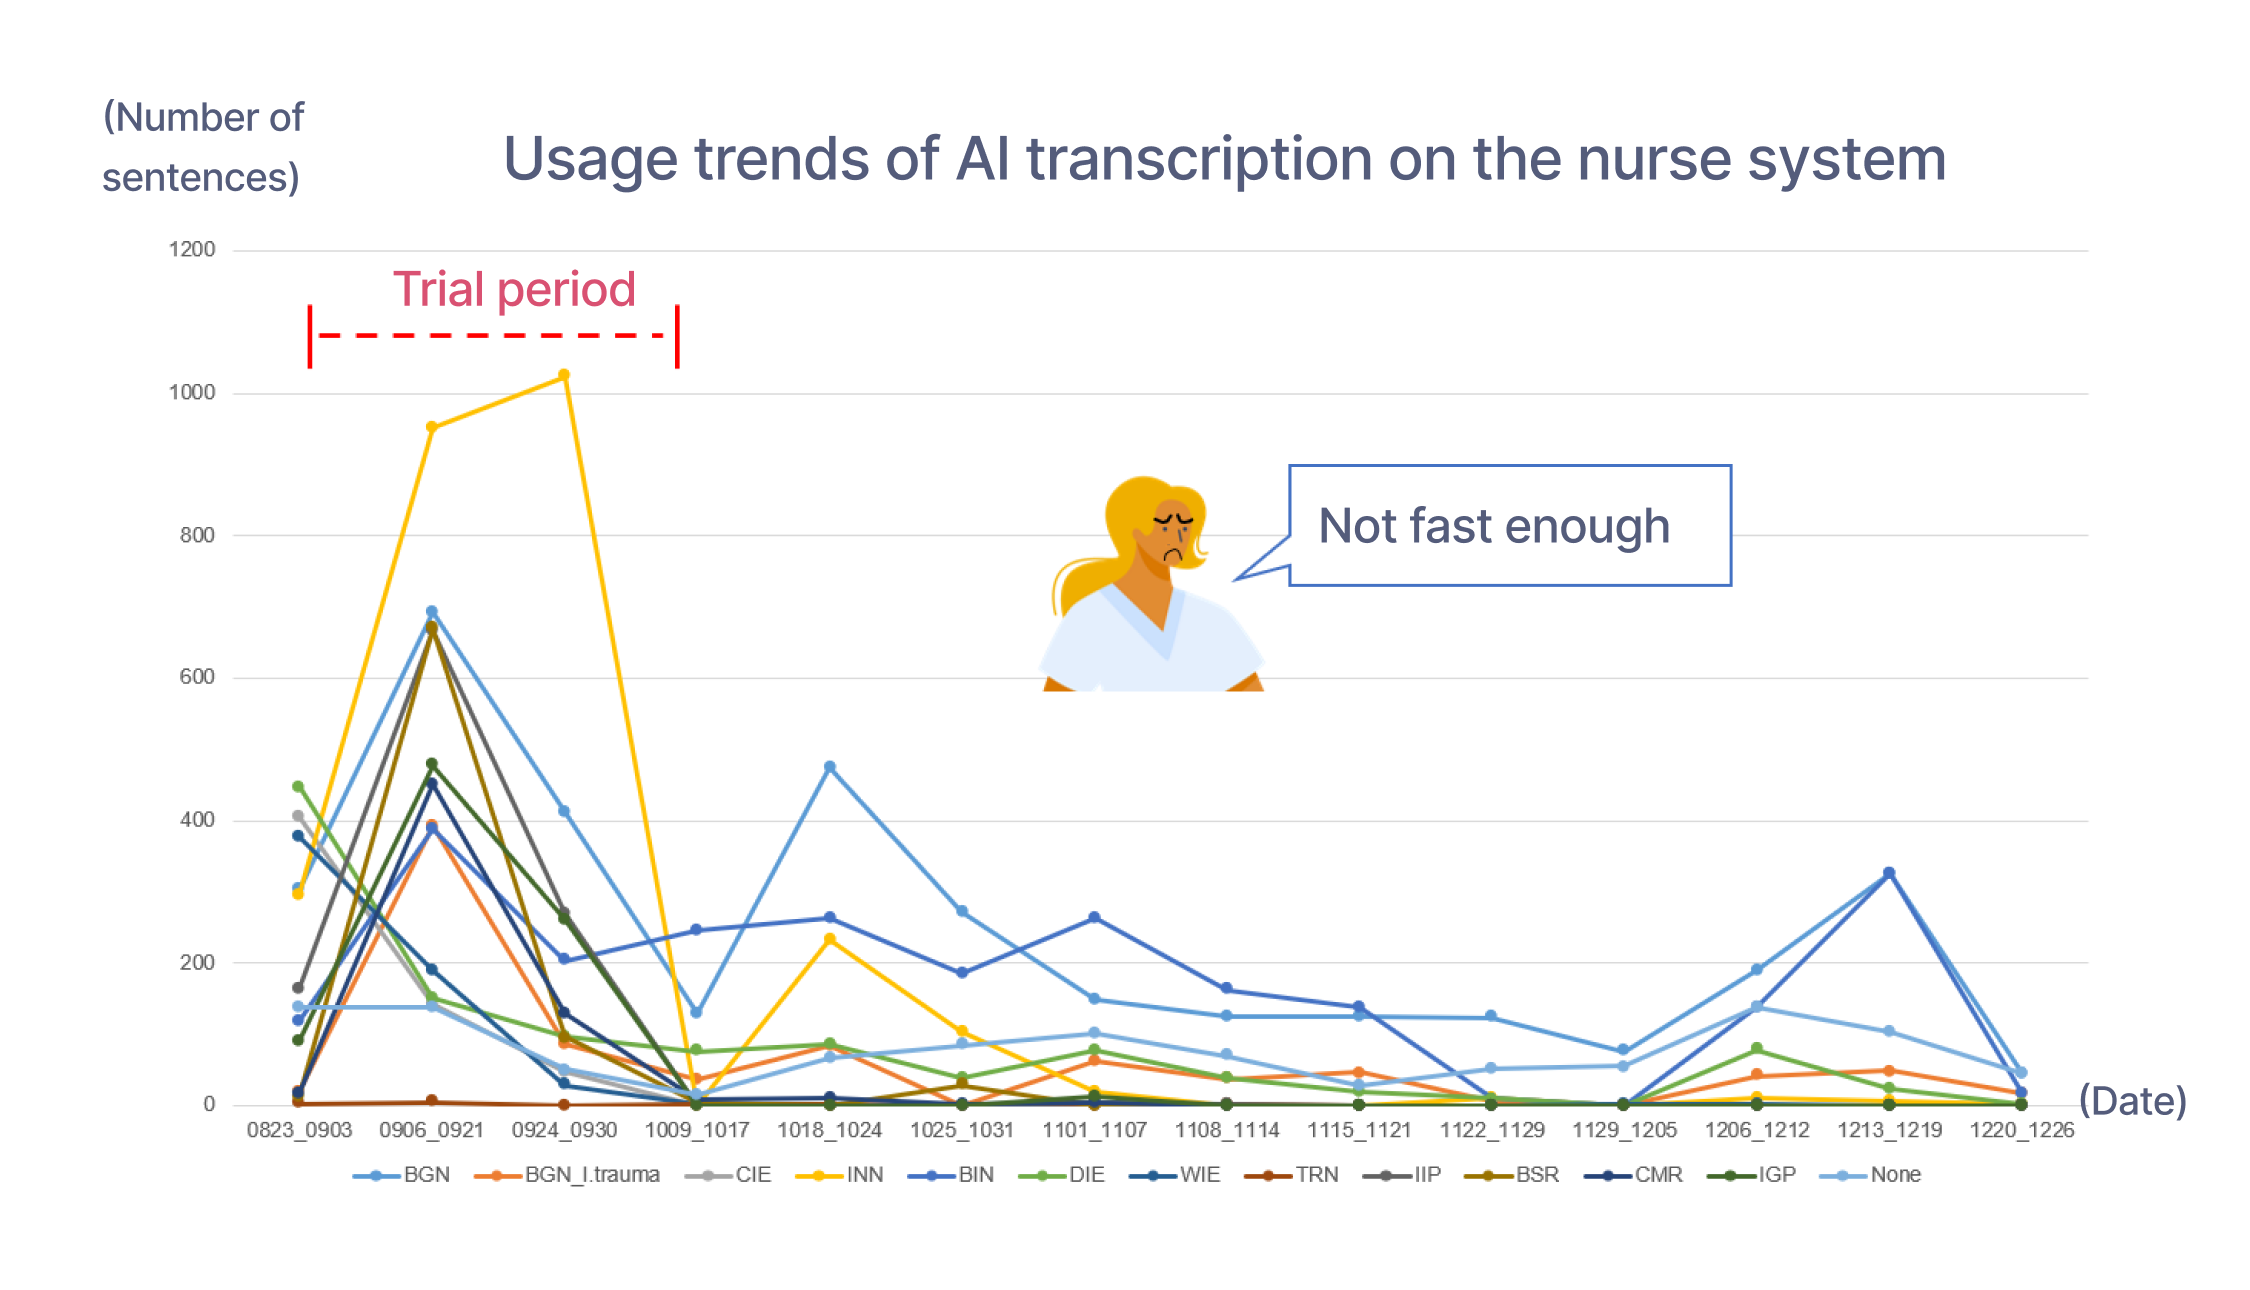 (Number of
sentences)
Usage trends of AI transcription on the nurse system
1200
Trial period
1000
800
Not fast enough
600
400
200
0
(Date)
0823_0903 0906_0921 0924_0930 1009_1017 1018_1024 1025_1031 1101_1107 1108_1114 1115_1121 1122_1129 1129_1205 1206_1212 1213_1219 1220_1226
BGN BGN_I.trauma CIE INN BIN DIE WIE TRN IIP BSR CMR IGP None